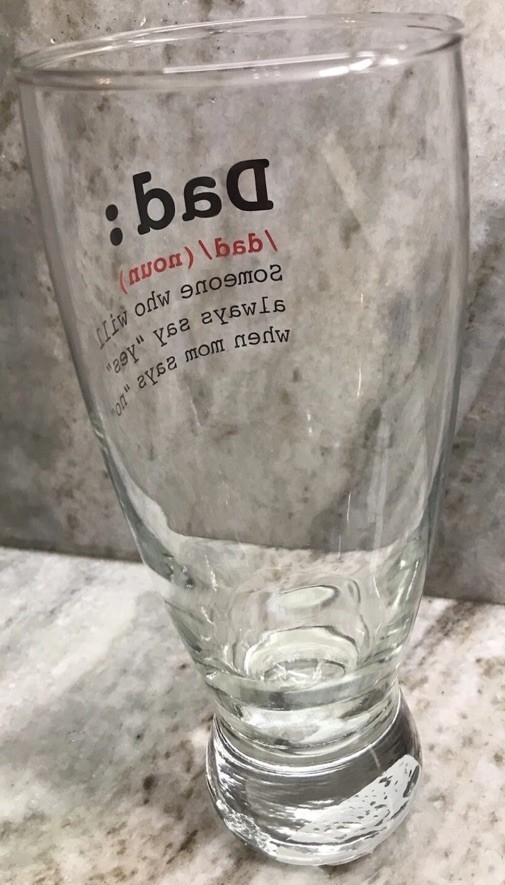 Dad:
/dad/(noun)
Someone who will
always say "yes"
when mom says "no"